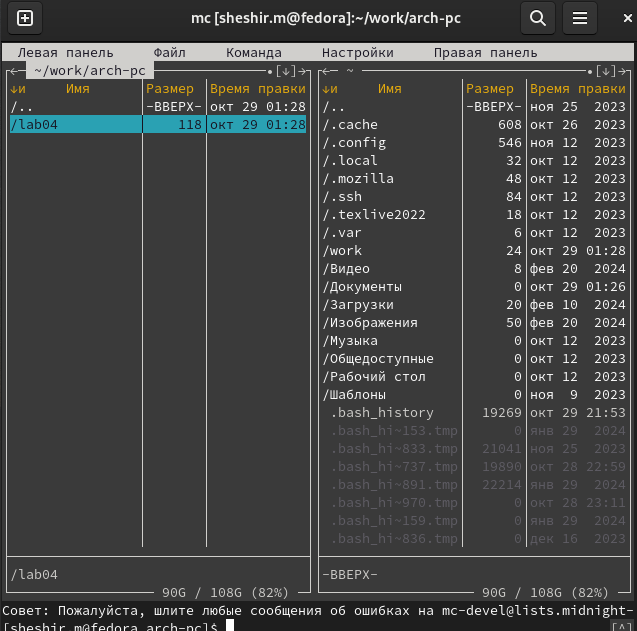 mc [sheshir.m@fedora]:~/work/arch-pc
Левая панель Файл Команда Настройки Правая панель
~/work/arch-pc
↓и Имя Размер Время правки
/.. -ВВЕРХ- окт 29 01:28
/lab04 118 окт 29 01:28
/lab04
90G / 108G (82%)
~
↓и Имя Размер Время правки
/.. -ВВЕРХ- ноя 25 2023
/.cache 608 окт 26 2023
/.config 546 ноя 12 2023
/.local 32 окт 12 2023
/.mozilla 48 окт 12 2023
/.ssh 84 окт 12 2023
/.texlive2022 18 окт 12 2023
/.var 6 окт 12 2023
/work 24 окт 29 01:28
/Видео 8 фев 20 2024
/Документы 0 окт 29 01:26
/Загрузки 20 фев 10 2024
/Изображения 50 фев 20 2024
/Музыка 0 окт 12 2023
/Общедоступные 0 окт 12 2023
/Рабочий стол 0 окт 12 2023
/Шаблоны 0 ноя 9 2023
.bash_history 19269 окт 29 21:53
.bash_hi~153.tmp 0 янв 29 2024
.bash_hi~833.tmp 21041 ноя 25 2023
.bash_hi~737.tmp 19890 окт 28 22:59
.bash_hi~891.tmp 22214 янв 29 2024
.bash_hi~970.tmp 0 окт 28 23:11
.bash_hi~159.tmp 0 янв 29 2024
.bash_hi~836.tmp 0 дек 16 2023
-ВВЕРХ-
90G / 108G (82%)
Совет: Пожалуйста, шлите любые сообщения об ошибках на mc-devel@lists.midnight-
[sheshir.m@fedora arch-pc]$ [^]